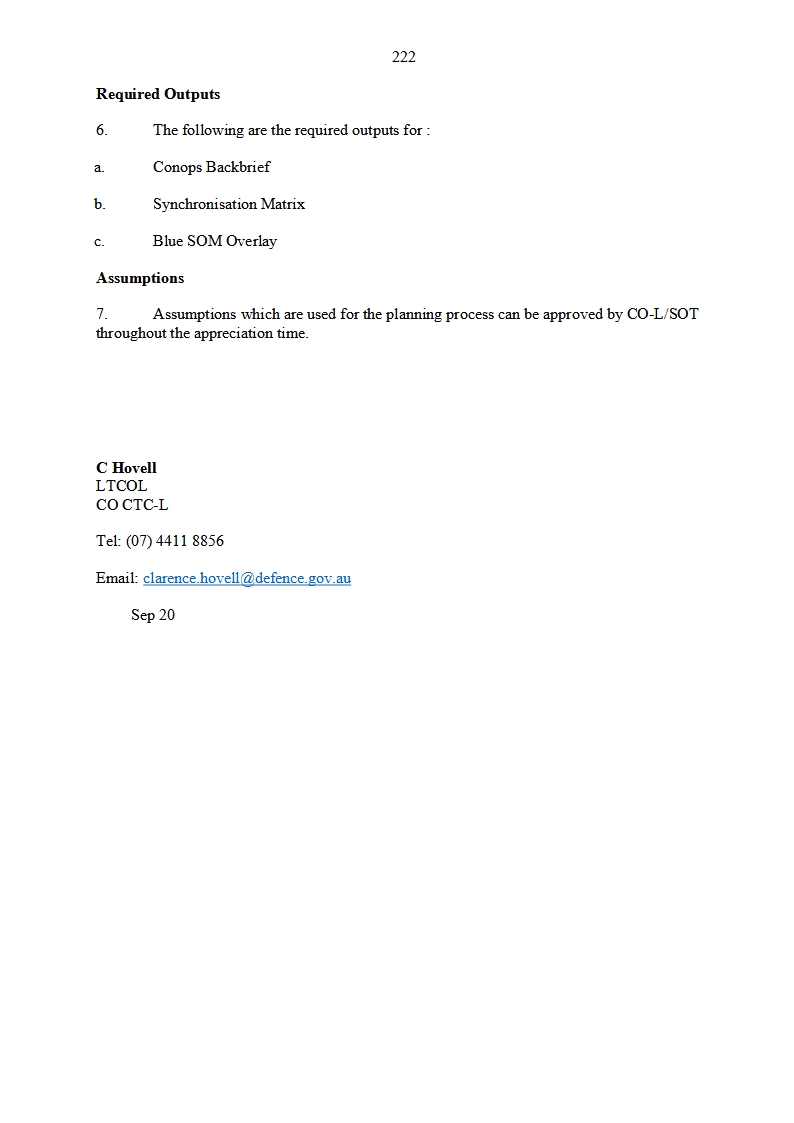 222
Required Outputs
6. The following are the required outputs for :
a. Conops Backbrief
b. Synchronisation Matrix
c. Blue SOM Overlay
Assumptions
7. Assumptions which are used for the planning process can be approved by CO-L/SOT
throughout the appreciation time.
C Hovell
LTCOL
CO CTC-L
Tel: (07) 4411 8856
Email: clarence.hovell@defence.gov.au
Sep 20